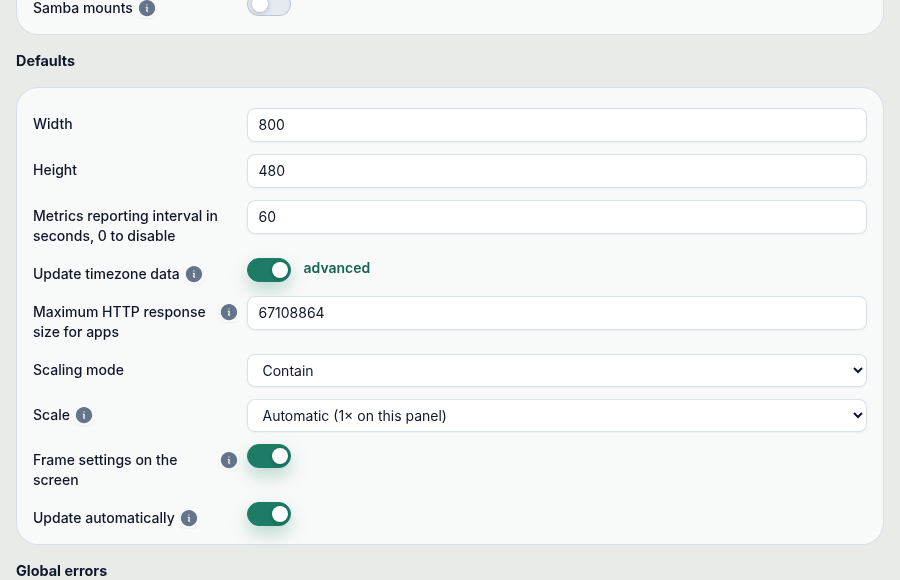 Samba mounts
Defaults
Width
800
Height
480
Metrics reporting interval in
seconds, 0 to disable
60
Update timezone data
advanced
Maximum HTTP response
size for apps
67108864
Scaling mode
Contain
Scale
Automatic (1× on this panel)
Frame settings on the
screen
Update automatically
Global errors